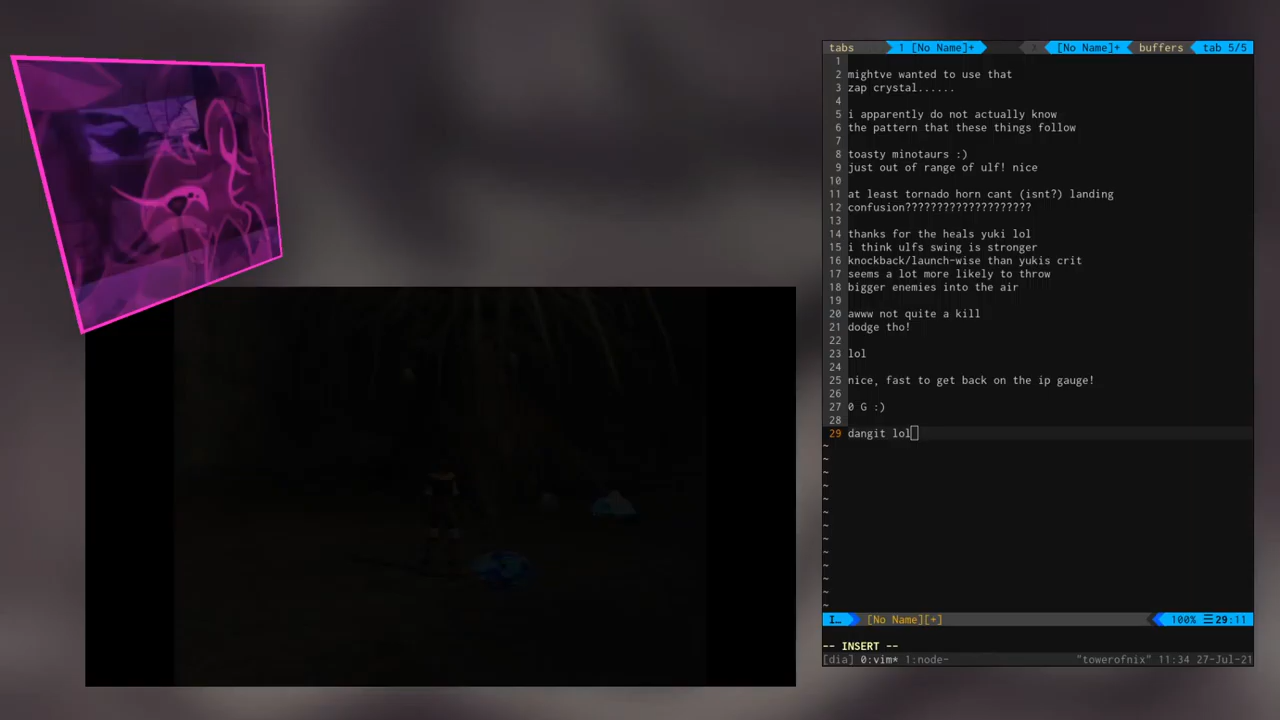 tabs 1 [No Name]+ x [No Name]+ buffers tab 5/5
1
2 mightve wanted to use that
3 zap crystal......
4
5 i apparently do not actually know
6 the pattern that these things follow
7
8 toasty minotaurs :)
9 just out of range of ulf! nice
10
11 at least tornado horn cant (isnt?) landing
12 confusion????????????????????
13
14 thanks for the heals yuki lol
15 i think ulfs swing is stronger
16 knockback/launch-wise than yukis crit
17 seems a lot more likely to throw
18 bigger enemies into the air
19
20 awww not quite a kill
21 dodge tho!
22
23 lol
24
25 nice, fast to get back on the ip gauge!
26
27 0 G :)
28
29 dangit lol
~
~
~
~
~
~
~
~
~
~
~
~
~
I… [No Name][+] 100% ☰ 29:11
-- INSERT --
[dia] 0:vim* 1:node- "towerofnix" 11:34 27-Jul-21